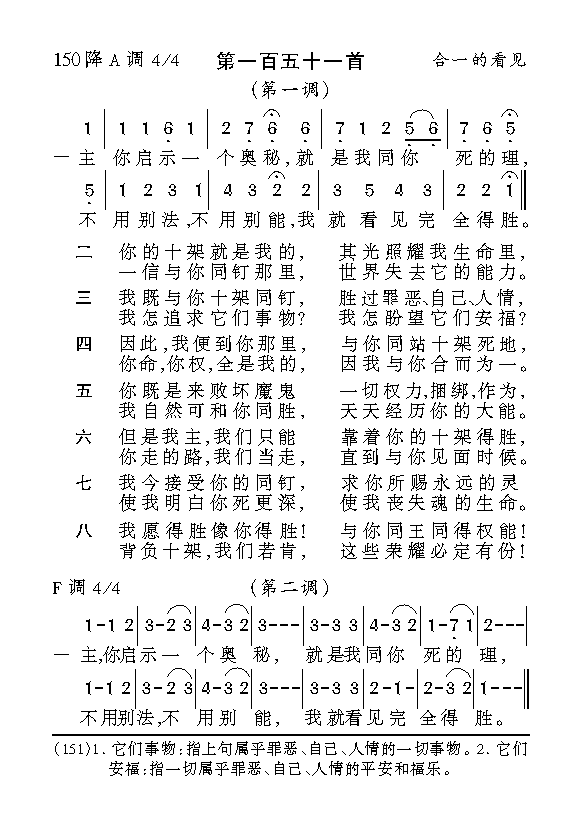 150降 A 调 4/4 第一百五十一首 合一的看见
(第一调)
1 | 1 1 6 1 | 2 7 6 6 | 7 1 2 5 6 | 7 6 5
一 主 你启示一 个奥秘,就 是我同你 死的理,
5 | 1 2 3 1 | 4 3 2 2 | 3 5 4 3 | 2 2 1 ‖
不 用别法,不 用别能,我 就看见完 全得胜。
二 你的十架就是我的, 其光照耀我生命里,
一信与你同钉那里, 世界失去它的能力。
三 我既与你十架同钉, 胜过罪恶、自己、人情,
我怎追求它们事物? 我怎盼望它们安福?
四 因此,我便到你那里, 与你同站十架死地,
你命,你权,全是我的, 因我与你合而为一。
五 你既是来败坏魔鬼 一切权力,捆绑,作为,
我自然可和你同胜, 天天经历你的大能。
六 但是我主,我们只能 靠着你的十架得胜,
你走的路,我们当走, 直到与你见面时候。
七 我今接受你的同钉, 求你所赐永远的灵
使我明白你死更深, 使我丧失魂的生命。
八 我愿得胜像你得胜! 与你同王同得权能!
背负十架,我们若肯, 这些荣耀必定有份!
F 调 4/4 (第二调)
1-1 2 | 3-2 3 | 4-3 2 | 3--- | 3-3 3 | 4-3 2 | 1-7 1 | 2---
一 主,你启示一 个奥 秘, 就是我同你 死的 理,
1-1 2 | 3-2 3 | 4-3 2 | 3--- | 3-3 3 | 4-3 2 | 2-3 2 | 1--- ‖
不用别法,不 用别 能, 我就看见完 全得 胜。
(151)1. 它们事物:指上句属乎罪恶、自己、人情的一切事物。2. 它们
安福:指一切属乎罪恶、自己、人情的平安和福乐。